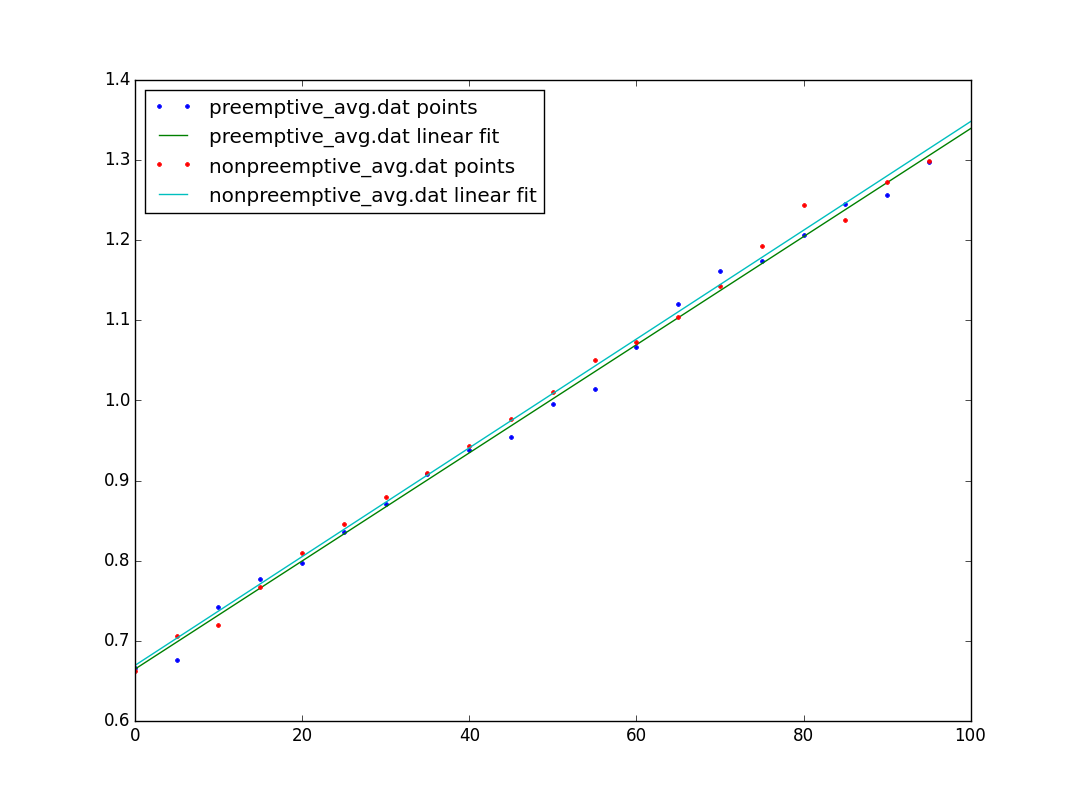 1.4
1.3
1.2
1.1
1.0
0.9
0.8
0.7
0.6
preemptive_avg.dat points
preemptive_avg.dat linear fit
nonpreemptive_avg.dat points
nonpreemptive_avg.dat linear fit
0 20 40 60 80 100